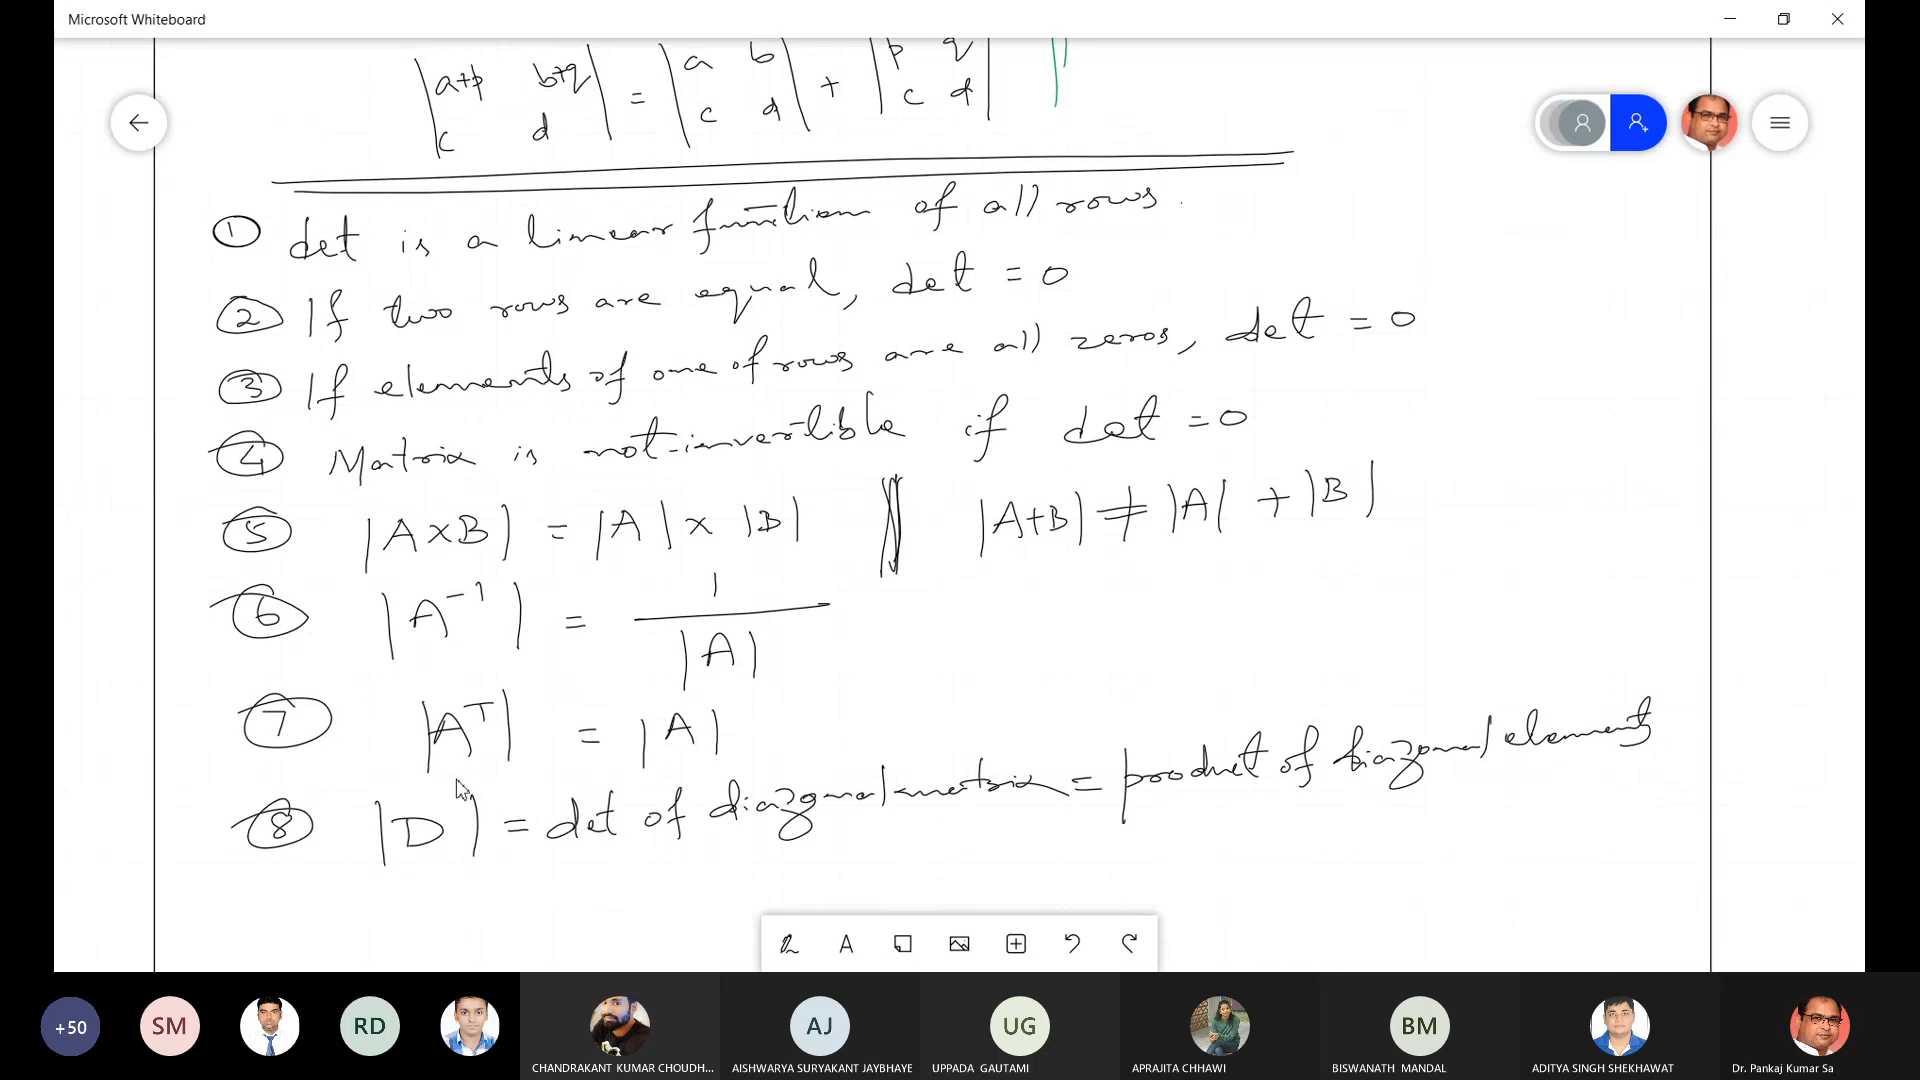 Microsoft Whiteboard
|a+p b+q| = |a b| + |p q|
|c d| |c d| |c d|
① det is a linear function of all rows.
② If two rows are equal, det = 0
③ If elements of one of rows are all zeros, det = 0
④ Matrix is not-invertible if det = 0
⑤ |A×B| = |A| × |B| || |A+B| ≠ |A| + |B|
⑥ |A⁻¹| = 1
|A|
⑦ |Aᵀ| = |A|
⑧ |D| = det of diagonal matrix = product of diagonal elements
A
+50 SM RD AJ UG BM
CHANDRAKANT KUMAR CHOUDH... AISHWARYA SURYAKANT JAYBHAYE UPPADA GAUTAMI APRAJITA CHHAWI BISWANATH MANDAL ADITYA SINGH SHEKHAWAT Dr. Pankaj Kumar Sa